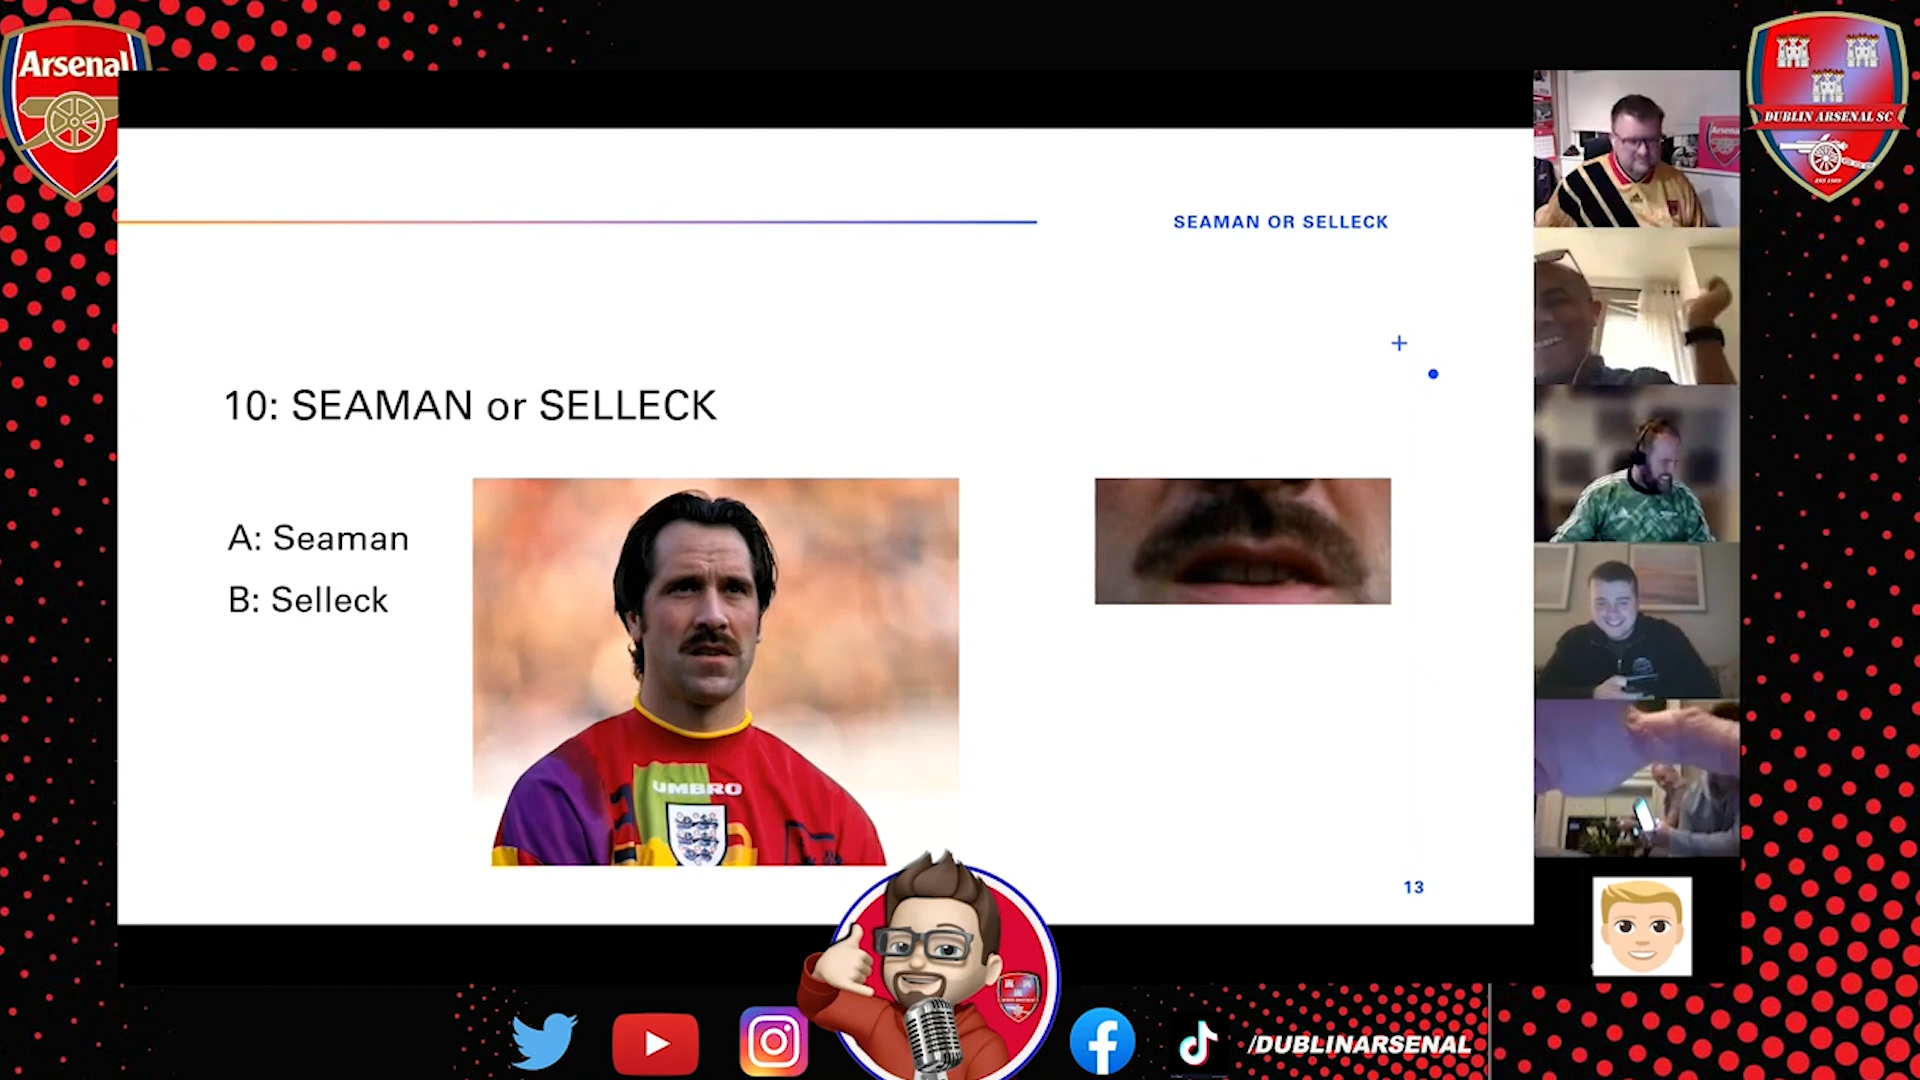 Arsenal
DUBLIN ARSENAL SC
SEAMAN OR SELLECK
10: SEAMAN or SELLECK
A: Seaman
B: Selleck
UMBRO
13
/DUBLINARSENAL